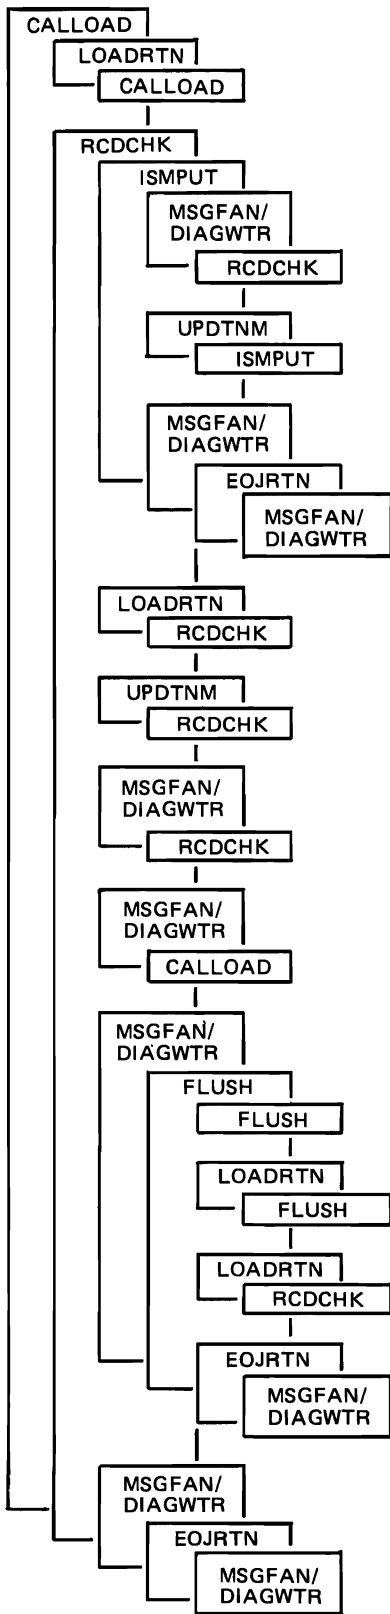 CALLOAD
LOADRTN
CALLOAD
RCDCHK
ISMPUT
MSGFAN/
DIAGWTR
RCDCHK
UPDTNM
ISMPUT
MSGFAN/
DIAGWTR
EOJRTN
MSGFAN/
DIAGWTR
LOADRTN
RCDCHK
UPDTNM
RCDCHK
MSGFAN/
DIAGWTR
RCDCHK
MSGFAN/
DIAGWTR
CALLOAD
MSGFAN/
DIAGWTR
FLUSH
FLUSH
LOADRTN
FLUSH
LOADRTN
RCDCHK
EOJRTN
MSGFAN/
DIAGWTR
MSGFAN/
DIAGWTR
EOJRTN
MSGFAN/
DIAGWTR